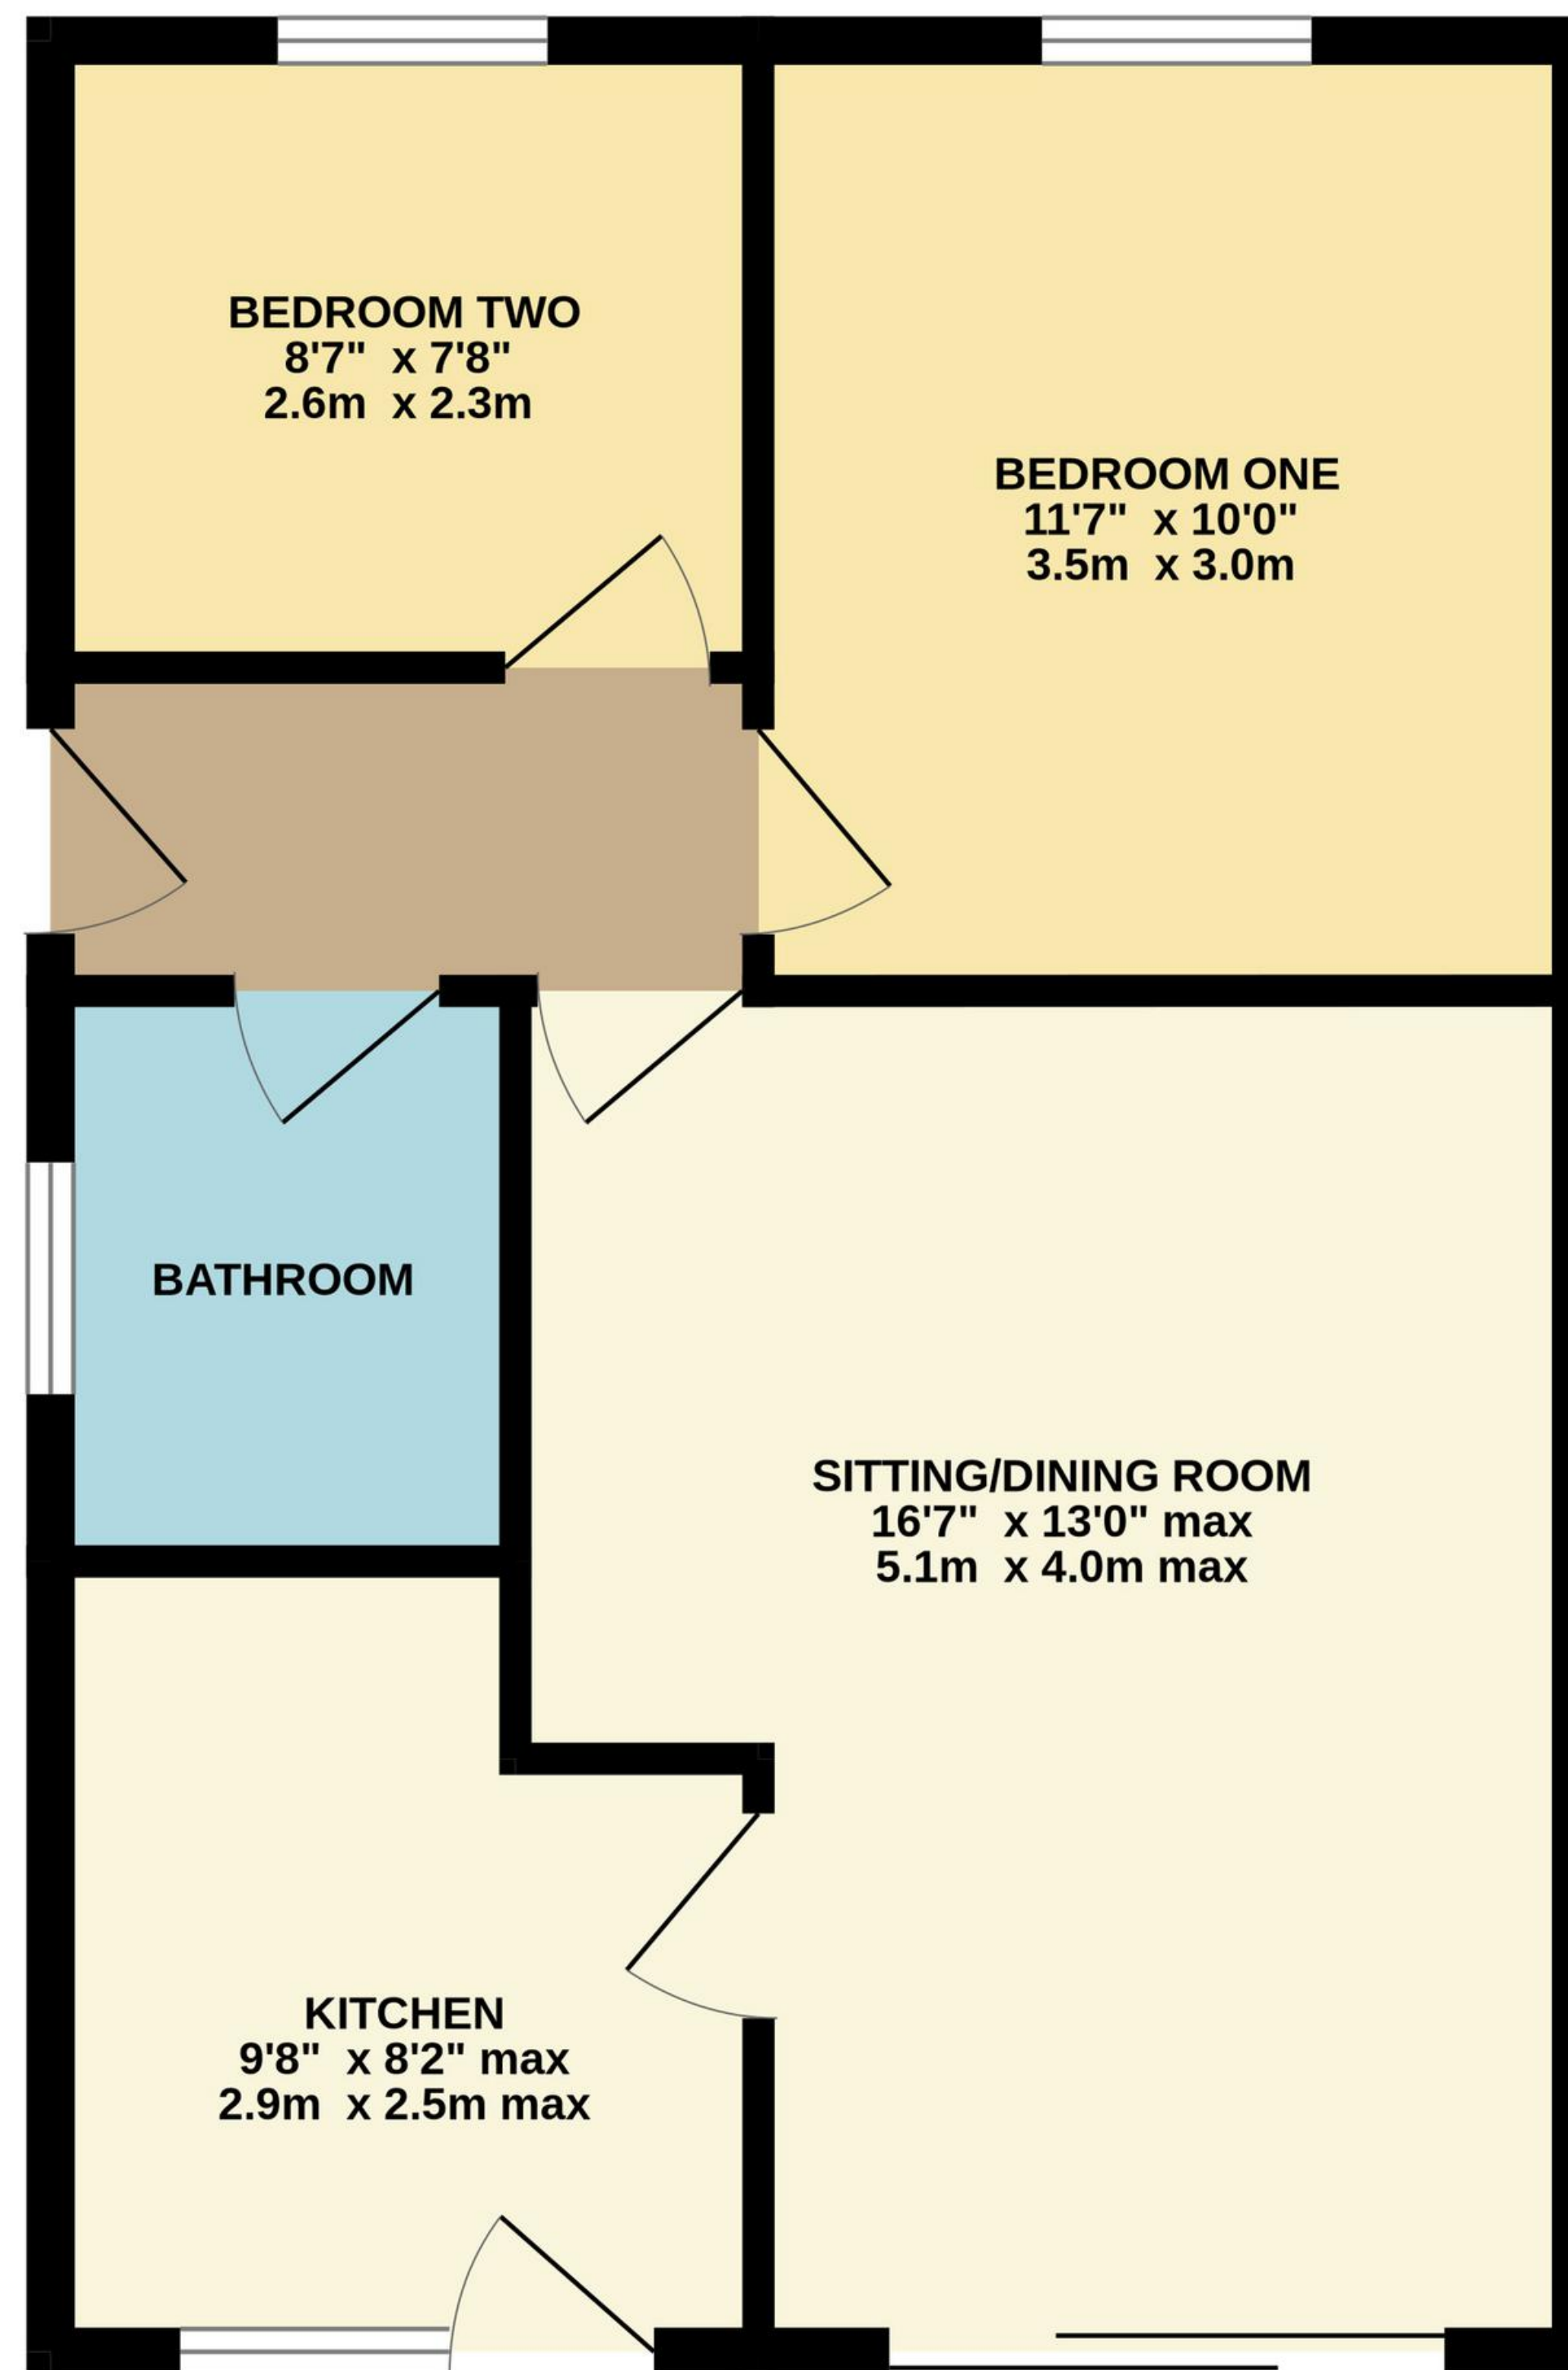 BEDROOM TWO
8'7" x 7'8"
2.6m x 2.3m
BEDROOM ONE
11'7" x 10'0"
3.5m x 3.0m
BATHROOM
SITTING/DINING ROOM
16'7" x 13'0" max
5.1m x 4.0m max
KITCHEN
9'8" x 8'2" max
2.9m x 2.5m max